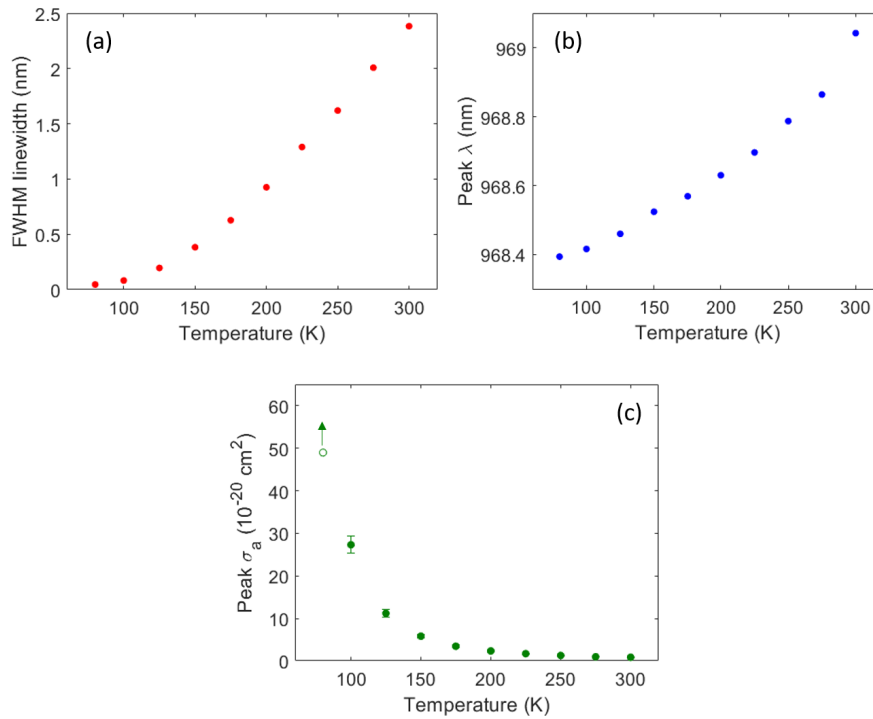 (a)
2.5
2
1.5
1
0.5
0
100 150 200 250 300
FWHM linewidth (nm)
Temperature (K)
(b)
969
968.8
968.6
968.4
100 150 200 250 300
Peak λ (nm)
Temperature (K)
(c)
60
50
40
30
20
10
0
100 150 200 250 300
Peak σₐ (10⁻²⁰ cm²)
Temperature (K)